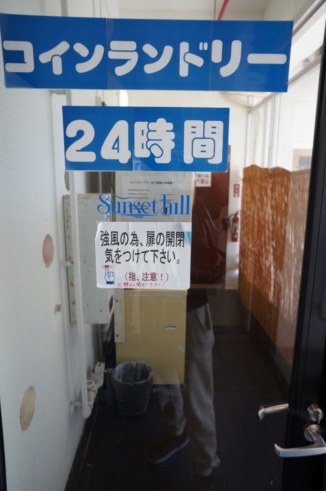 コインランドリー
24時間
Sunset hill
強風の為、扉の開閉
気をつけて下さい。
(指、注意!)